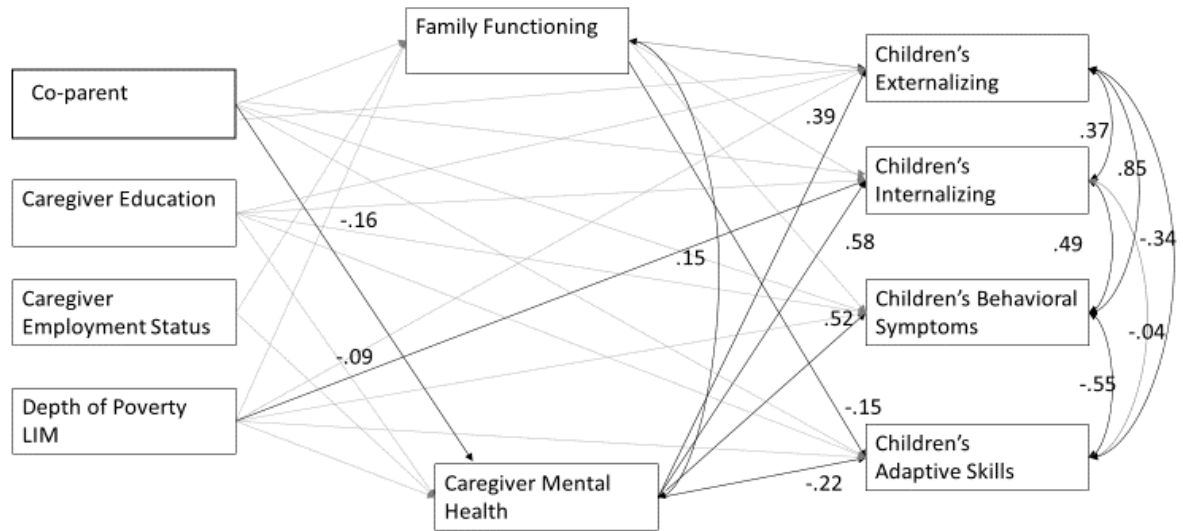 Family Functioning
Co-parent
Children's
Externalizing
.39
.37
Children's
Internalizing
.85
Caregiver Education
-.16
.58
.49
-.34
.15
Caregiver
Employment Status
Children's Behavioral
Symptoms
.52
-.04
-.09
-.55
Depth of Poverty
LIM
-.15
Children's
Adaptive Skills
Caregiver Mental
Health
-.22